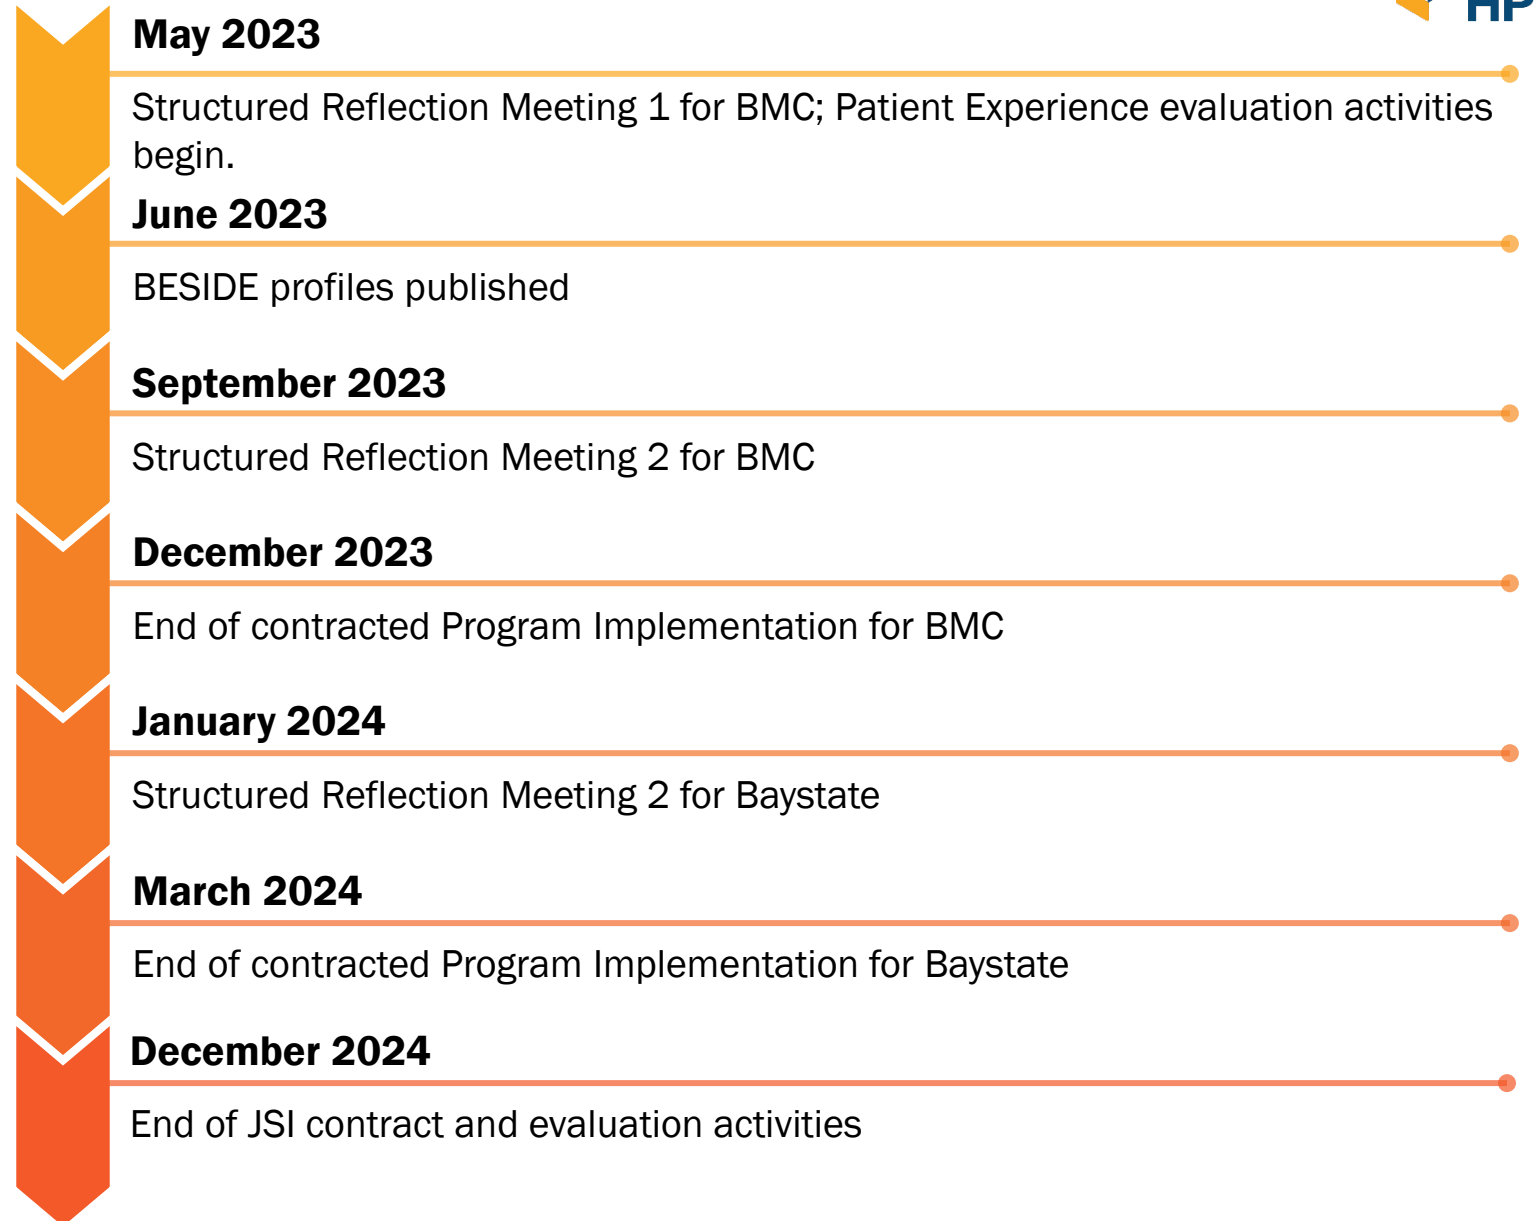 HP
May 2023
Structured Reflection Meeting 1 for BMC; Patient Experience evaluation activities
begin.
June 2023
BESIDE profiles published
September 2023
Structured Reflection Meeting 2 for BMC
December 2023
End of contracted Program Implementation for BMC
January 2024
Structured Reflection Meeting 2 for Baystate
March 2024
End of contracted Program Implementation for Baystate
December 2024
End of JSI contract and evaluation activities